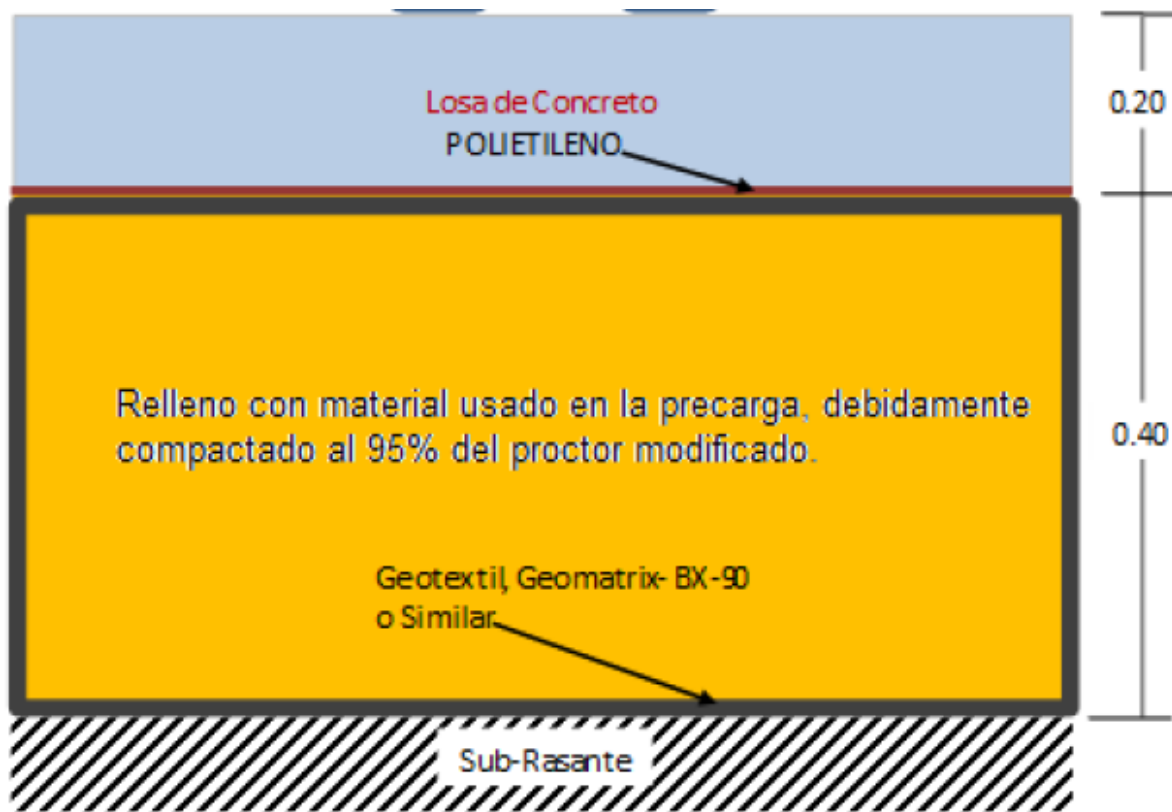 Losa de Concreto
0.20
POLIETILENO
Relleno con material usado en la precarga, debidamente
compactado al 95% del proctor modificado.
0.40
Geotextil, Geomatrix- BX-90
o Similar
Sub-Rasante